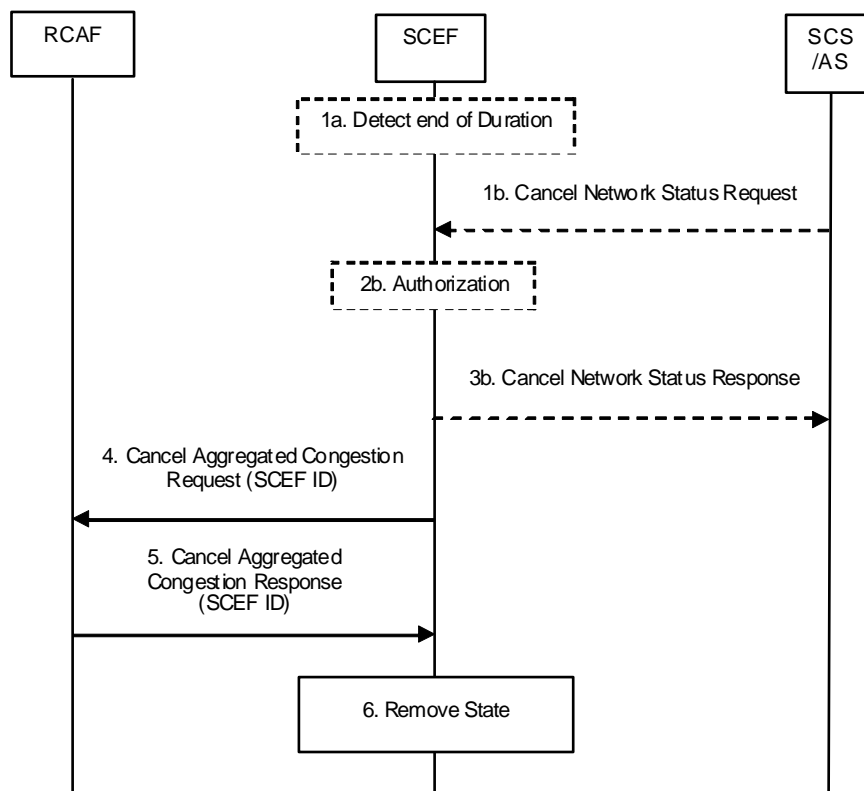 RCAF
SCEF
SCS
/AS
1a. Detect end of Duration
1b. Cancel Network Status Request
2b. Authorization
3b. Cancel Network Status Response
4. Cancel Aggregated Congestion
Request (SCEF ID)
5. Cancel Aggregated
Congestion Response
(SCEF ID)
6. Remove State